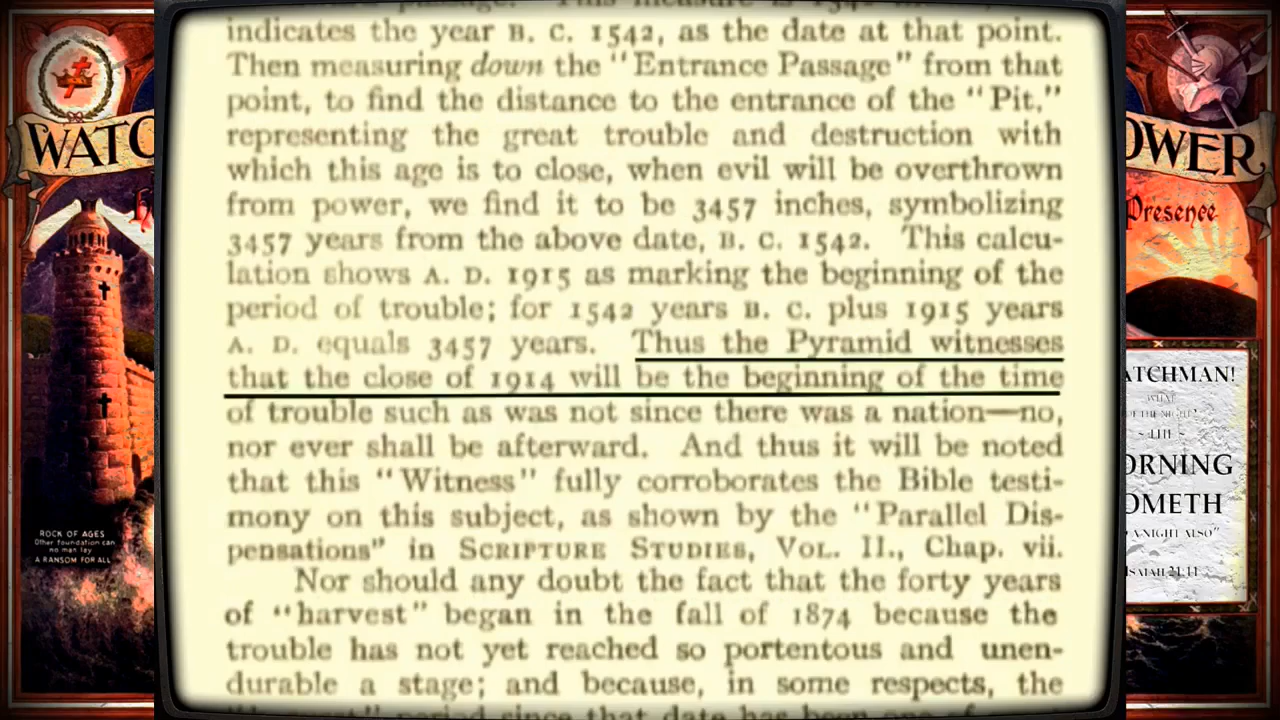 indicates the year B. C. 1542, as the date at that point.
Then measuring down the "Entrance Passage" from that
point, to find the distance to the entrance of the "Pit,"
representing the great trouble and destruction with
which this age is to close, when evil will be overthrown
from power, we find it to be 3457 inches, symbolizing
3457 years from the above date, B. C. 1542. This calcu-
lation shows A. D. 1915 as marking the beginning of the
period of trouble; for 1542 years B. C. plus 1915 years
A. D. equals 3457 years. Thus the Pyramid witnesses
that the close of 1914 will be the beginning of the time
of trouble such as was not since there was a nation—no,
nor ever shall be afterward. And thus it will be noted
that this "Witness" fully corroborates the Bible testi-
mony on this subject, as shown by the "Parallel Dis-
pensations" in SCRIPTURE STUDIES, VOL. II., Chap. vii.
Nor should any doubt the fact that the forty years
of "harvest" began in the fall of 1874 because the
trouble has not yet reached so portentous and unen-
durable a stage; and because, in some respects, the
WATC
OWER
Presence
ROCK OF AGES
Other foundation can
no man lay
A RANSOM FOR ALL
ATCHMAN!
ORNING
OMETH
ISAIAH 21:11